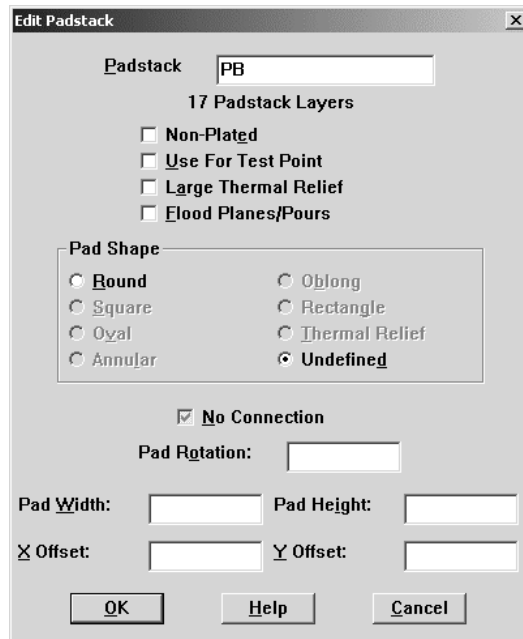 Edit Padstack
Padstack PB
17 Padstack Layers
Non-Plated
Use For Test Point
Large Thermal Relief
Flood Planes/Pours
Pad Shape
Round Oblong
Square Rectangle
Oval Thermal Relief
Annular Undefined
No Connection
Pad Rotation:
Pad Width: Pad Height:
X Offset: Y Offset:
OK Help Cancel